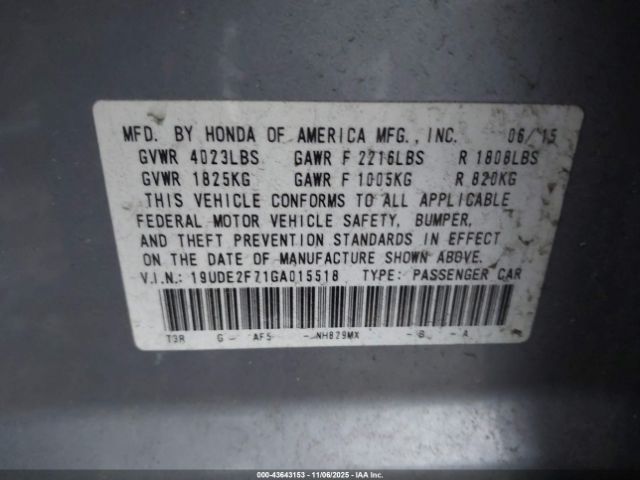 MFD. BY HONDA OF AMERICA MFG., INC. 06/15
GVWR 4023LBS GAWR F 2216LBS R 1808LBS
GVWR 1825KG GAWR F 1005KG R 820KG
THIS VEHICLE CONFORMS TO ALL APPLICABLE
FEDERAL MOTOR VEHICLE SAFETY, BUMPER,
AND THEFT PREVENTION STANDARDS IN EFFECT
ON THE DATE OF MANUFACTURE SHOWN ABOVE.
V.I.N.: 19UDE2F71GA015518 TYPE: PASSENGER CAR
T3R G - AF5 - NH829MX - B - A
000-43643153 - 11/06/2025 - IAA Inc.